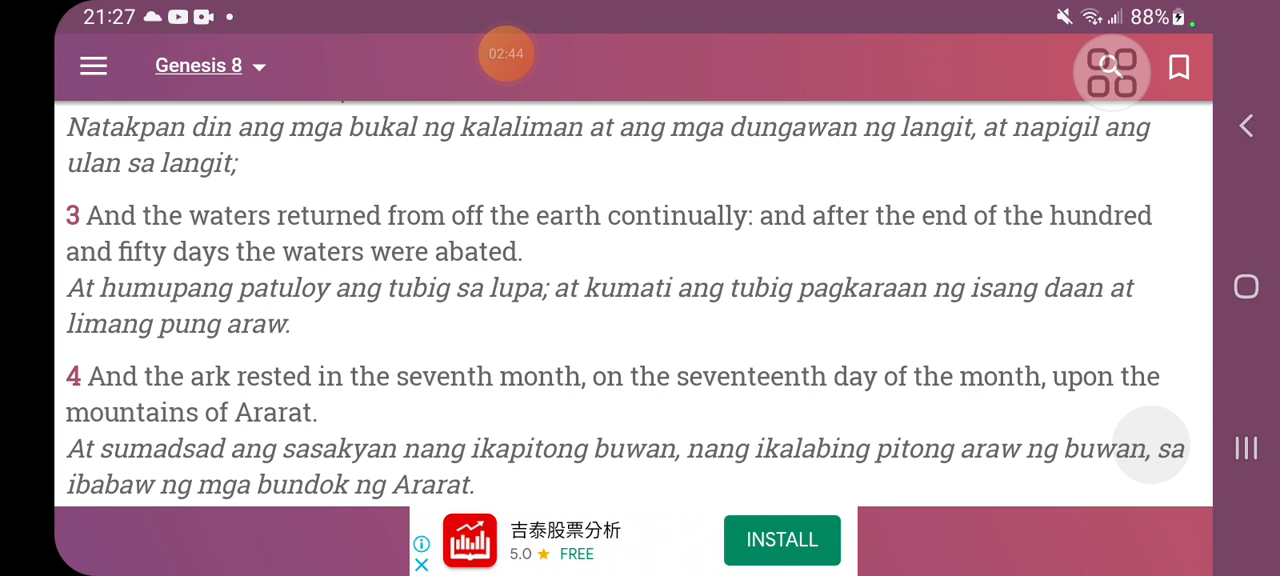 21:27
88%
Genesis 8
02:44
Natakpan din ang mga bukal ng kalaliman at ang mga dungawan ng langit, at napigil ang
ulan sa langit;
3 And the waters returned from off the earth continually: and after the end of the hundred
and fifty days the waters were abated.
At humupang patuloy ang tubig sa lupa; at kumati ang tubig pagkaraan ng isang daan at
limang pung araw.
4 And the ark rested in the seventh month, on the seventeenth day of the month, upon the
mountains of Ararat.
At sumadsad ang sasakyan nang ikapitong buwan, nang ikalabing pitong araw ng buwan, sa
ibabaw ng mga bundok ng Ararat.
吉泰股票分析
5.0 ★ FREE
INSTALL